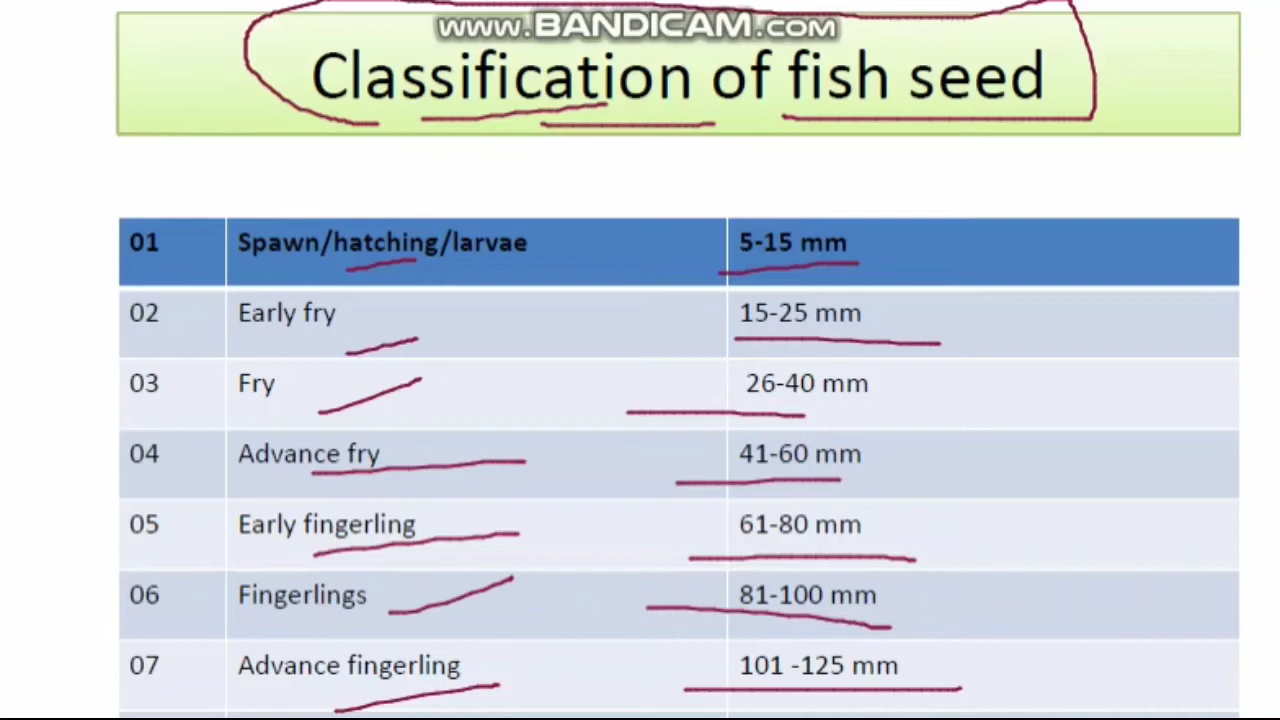 www.BANDICAM.com
Classification of fish seed
01 Spawn/hatching/larvae 5-15 mm
02 Early fry 15-25 mm
03 Fry 26-40 mm
04 Advance fry 41-60 mm
05 Early fingerling 61-80 mm
06 Fingerlings 81-100 mm
07 Advance fingerling 101 -125 mm